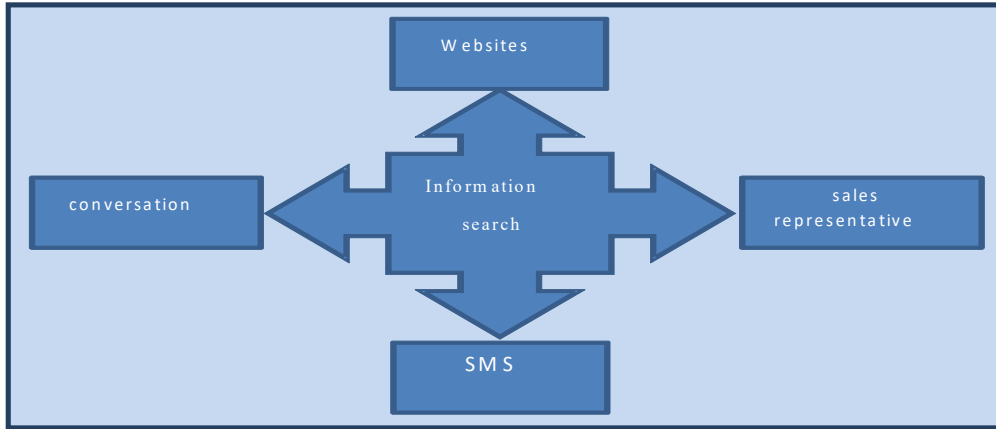 Websites
conversation
Information
search
sales
representative
SMS